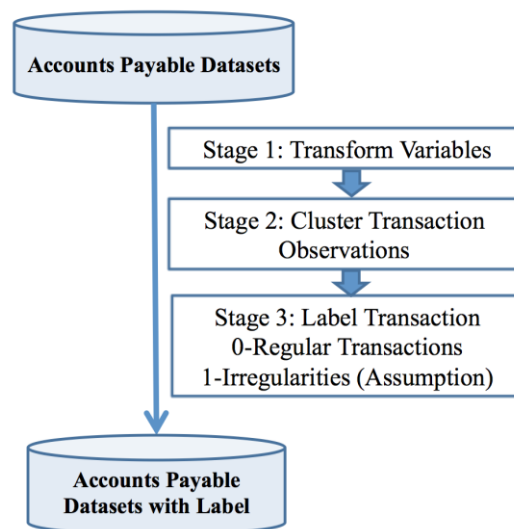 Accounts Payable Datasets
Stage 1: Transform Variables
Stage 2: Cluster Transaction
Observations
Stage 3: Label Transaction
0-Regular Transactions
1-Irregularities (Assumption)
Accounts Payable
Datasets with Label